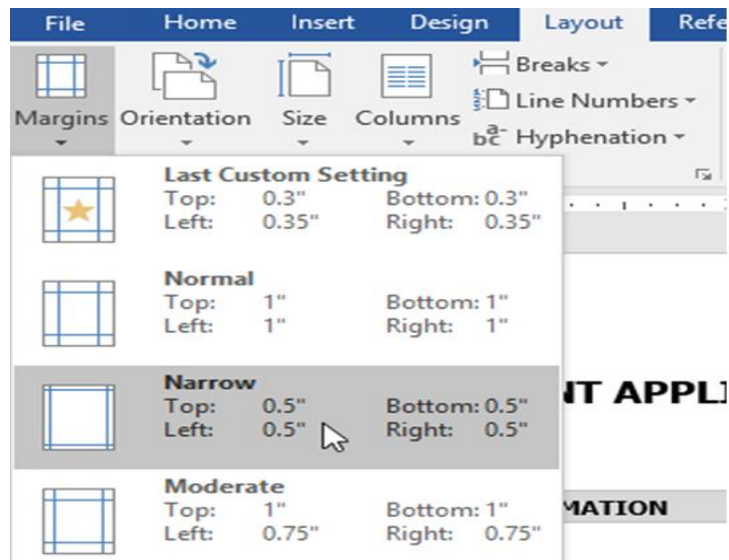 File Home Insert Design Layout Refe
Breaks
Line Numbers
Margins Orientation Size Columns
Hyphenation
Last Custom Setting
Top: 0.3" Bottom: 0.3"
Left: 0.35" Right: 0.35"
Normal
Top: 1" Bottom: 1"
Left: 1" Right: 1"
Narrow
Top: 0.5" Bottom: 0.5"
Left: 0.5" Right: 0.5"
NT APPLI
Moderate
Top: 1" Bottom: 1"
Left: 0.75" Right: 0.75"
MATION